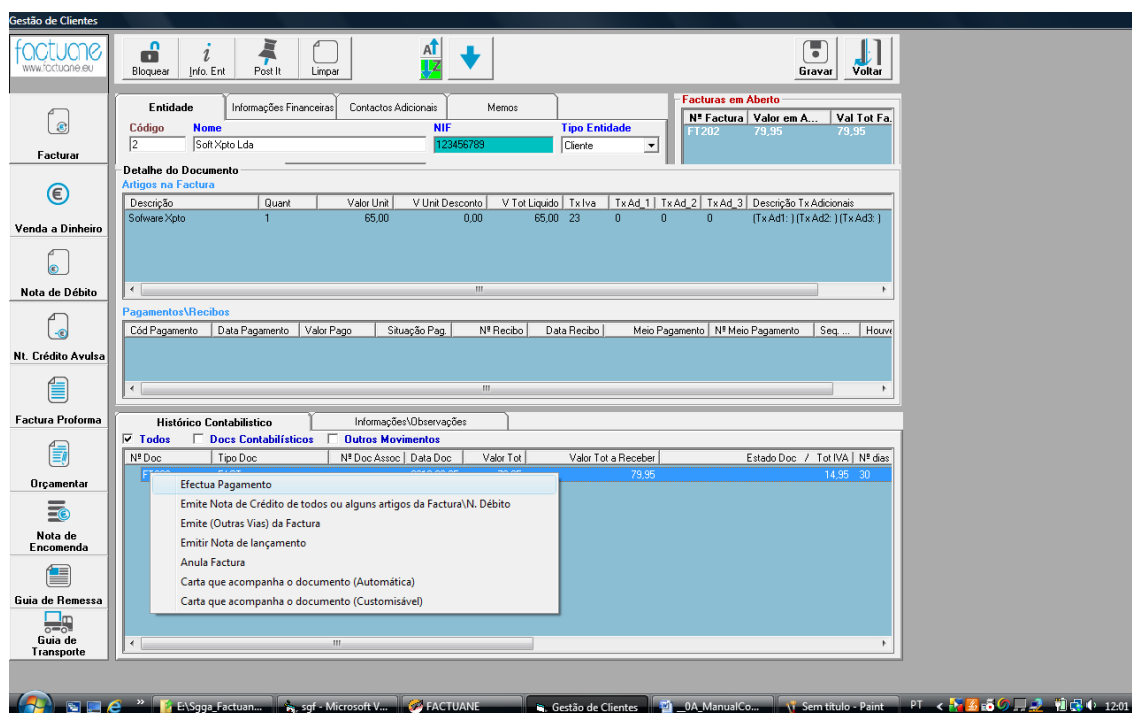 Gestão de Clientes
factuane
www.factuane.eu
Bloquear Info. Ent Post It Limpar
Gravar Voltar
Facturar
Venda a Dinheiro
Nota de Débito
Nt. Crédito Avulsa
Factura Proforma
Orçamentar
Nota de
Encomenda
Guia de Remessa
Guia de
Transporte
Entidade Informações Financeiras Contactos Adicionais Memos
Código Nome NIF Tipo Entidade
2 Soft Xpto Lda 123456789 Cliente
Facturas em Aberto
Nª Factura Valor em A... Val Tot Fa.
FT202 79,95 79,95
Detalhe do Documento
Artigos na Factura
Descrição Quant Valor Unit V Unit Desconto V Tot Liquido Tx Iva Tx Ad_1 Tx Ad_2 Tx Ad_3 Descrição Tx Adicionais
Sofware Xpto 1 65,00 0,00 65,00 23 0 0 0 (Tx Ad1: ) (Tx Ad2: ) (Tx Ad3: )
Pagamentos\Recibos
Cód Pagamento Data Pagamento Valor Pago Situação Pag. Nª Recibo Data Recibo Meio Pagamento Nª Meio Pagamento Seq. ... Houve
Histórico Contabilistico Informações\Observações
Todos Docs Contabilísticos Outros Movimentos
Nª Doc Tipo Doc Nª Doc Assoc Data Doc Valor Tot Valor Tot a Receber Estado Doc / Tot IVA Nª dias
79,95 14,95 30
Efectua Pagamento
Emite Nota de Crédito de todos ou alguns artigos da Factura\N. Débito
Emite (Outras Vias) da Factura
Emitir Nota de lançamento
Anula Factura
Carta que acompanha o documento (Automática)
Carta que acompanha o documento (Customisável)
E:\Sgga_Factuan... sgf - Microsoft V... FACTUANE Gestão de Clientes _0A_ManualCo... Sem título - Paint PT 12:01